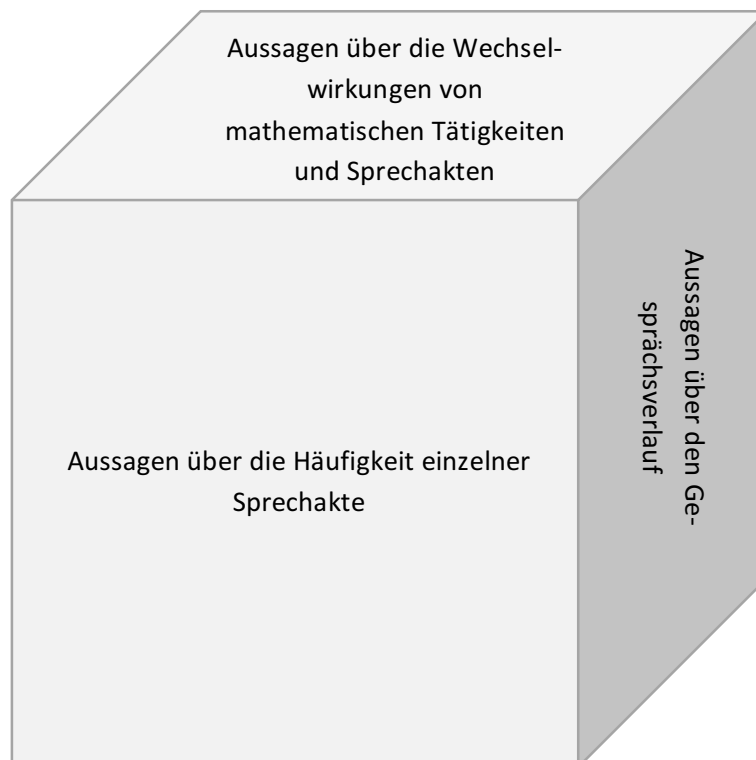 Aussagen über die Wechsel-
wirkungen von
mathematischen Tätigkeiten
und Sprechakten
Aussagen über die Häufigkeit einzelner
Sprechakte
Aussagen über den Ge-
sprächsverlauf